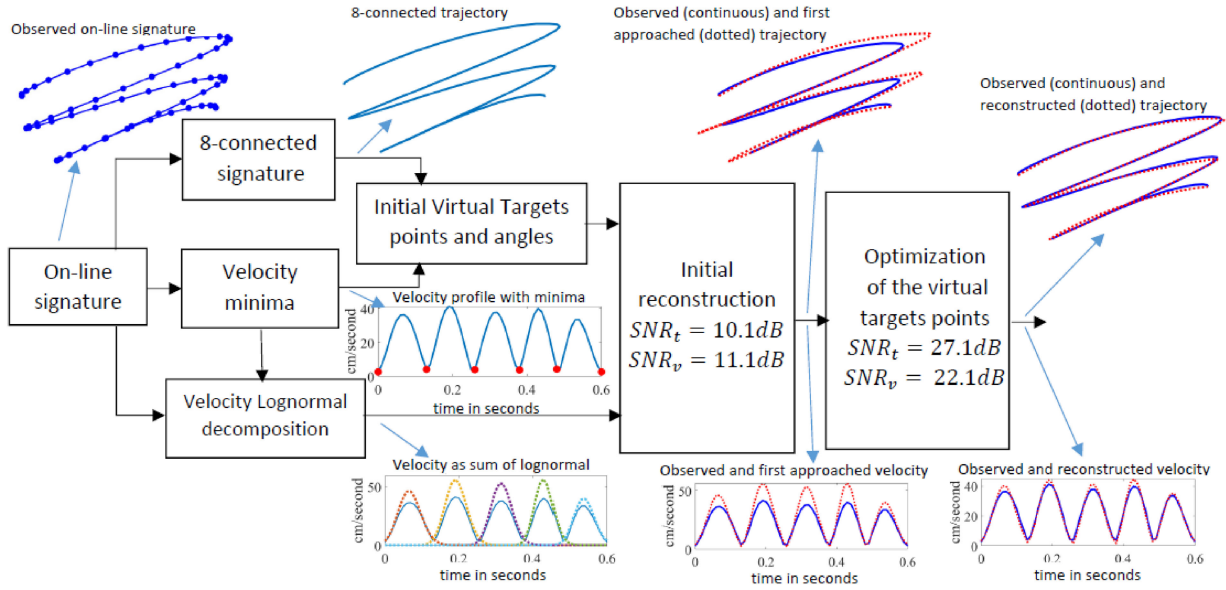 Observed on-line signature
8-connected trajectory
Observed (continuous) and first
approached (dotted) trajectory
Observed (continuous) and
reconstructed (dotted) trajectory
8-connected
signature
Initial Virtual Targets
points and angles
On-line
signature
Velocity
minima
Velocity Lognormal
decomposition
Initial
reconstruction
SNR_t = 10.1dB
SNR_v = 11.1dB
Optimization
of the virtual
targets points
SNR_t = 27.1dB
SNR_v = 22.1dB
Velocity profile with minima
cm/second
40
20
0
0 0.2 0.4 0.6
time in seconds
Velocity as sum of lognormal
cm/second
50
0
0 0.2 0.4 0.6
time in seconds
Observed and first approached velocity
cm/second
50
0
0 0.2 0.4 0.6
time in seconds
Observed and reconstructed velocity
cm/second
40
20
0
0 0.2 0.4 0.6
time in seconds